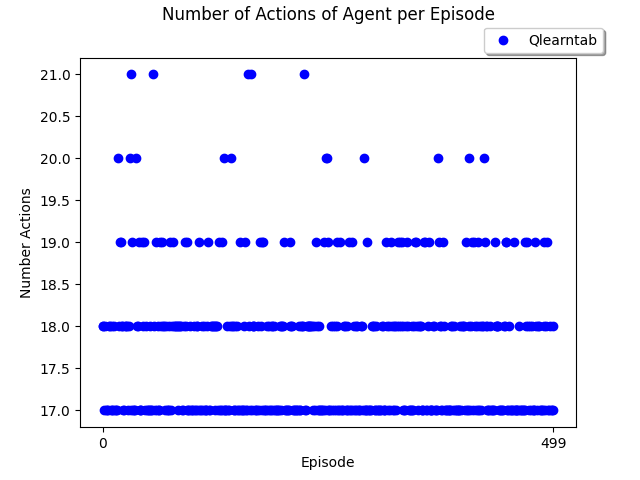 Number of Actions of Agent per Episode
Qlearntab
21.0
20.5
20.0
19.5
19.0
18.5
18.0
17.5
17.0
Number Actions
0 499
Episode